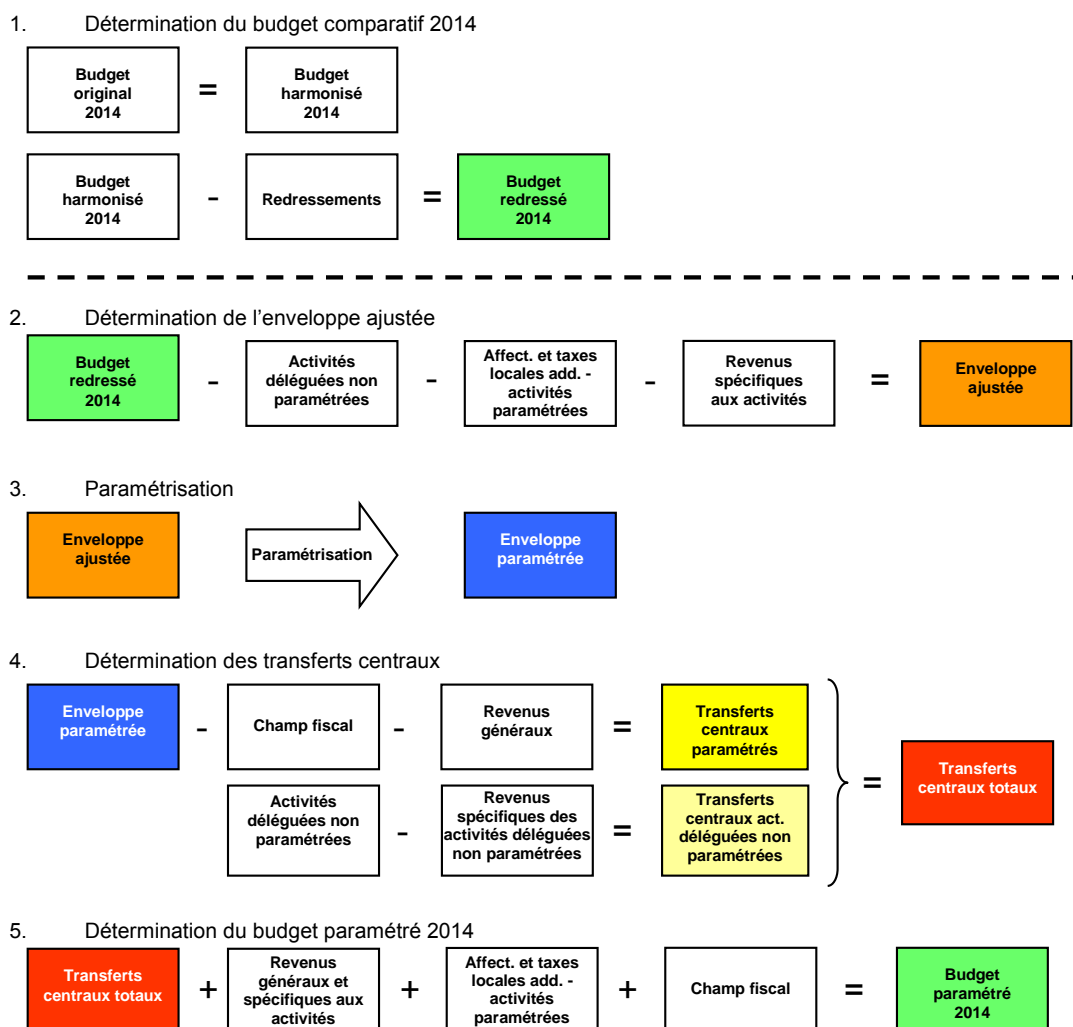 1. Détermination du budget comparatif 2014
Budget
original
2014
=
Budget
harmonisé
2014
Budget
harmonisé
2014
-
Redressements
=
Budget
redressé
2014
2. Détermination de l'enveloppe ajustée
Budget
redressé
2014
-
Activités
déléguées non
paramétrées
-
Affect. et taxes
locales add. -
activités
paramétrées
-
Revenus
spécifiques
aux activités
=
Enveloppe
ajustée
3. Paramétrisation
Enveloppe
ajustée
Paramétrisation
Enveloppe
paramétrée
4. Détermination des transferts centraux
Enveloppe
paramétrée
-
Champ fiscal
-
Revenus
généraux
=
Transferts
centraux
paramétrés
Activités
déléguées non
paramétrées
-
Revenus
spécifiques des
activités déléguées
non paramétrées
=
Transferts
centraux act.
déléguées non
paramétrées
=
Transferts
centraux totaux
5. Détermination du budget paramétré 2014
Transferts
centraux totaux
+
Revenus
généraux et
spécifiques aux
activités
+
Affect. et taxes
locales add. -
activités
paramétrées
+
Champ fiscal
=
Budget
paramétré
2014